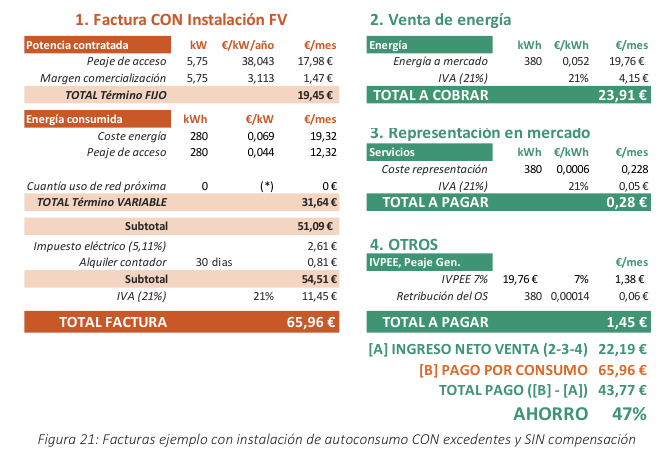 1. Factura CON Instalación FV
Potencia contratada kW €/kW/año €/mes
Peaje de acceso 5,75 38,043 17,98 €
Margen comercialización 5,75 3,113 1,47 €
TOTAL Término FIJO 19,45 €
Energía consumida kWh €/kW €/mes
Coste energía 280 0,069 19,32
Peaje de acceso 280 0,044 12,32
Cuantía uso de red próxima 0 (*) 0 €
TOTAL Término VARIABLE 31,64 €
Subtotal 51,09 €
Impuesto eléctrico (5,11%) 2,61 €
Alquiler contador 30 dias 0,81 €
Subtotal 54,51 €
IVA (21%) 21% 11,45 €
TOTAL FACTURA 65,96 €
2. Venta de energía
Energía kWh €/kWh €/mes
Energía a mercado 380 0,052 19,76 €
IVA (21%) 21% 4,15 €
TOTAL A COBRAR 23,91 €
3. Representación en mercado
Servicios kWh €/kWh €/mes
Coste representación 380 0,0006 0,228
IVA (21%) 21% 0,05 €
TOTAL A PAGAR 0,28 €
4. OTROS
IVPEE, Peaje Gen. €/mes
IVPEE 7% 19,76 € 7% 1,38 €
Retribución del OS 380 0,00014 0,06 €
TOTAL A PAGAR 1,45 €
[A] INGRESO NETO VENTA (2-3-4) 22,19 €
[B] PAGO POR CONSUMO 65,96 €
TOTAL PAGO ([B] - [A]) 43,77 €
AHORRO 47%
Figura 21: Facturas ejemplo con instalación de autoconsumo CON excedentes y SIN compensación